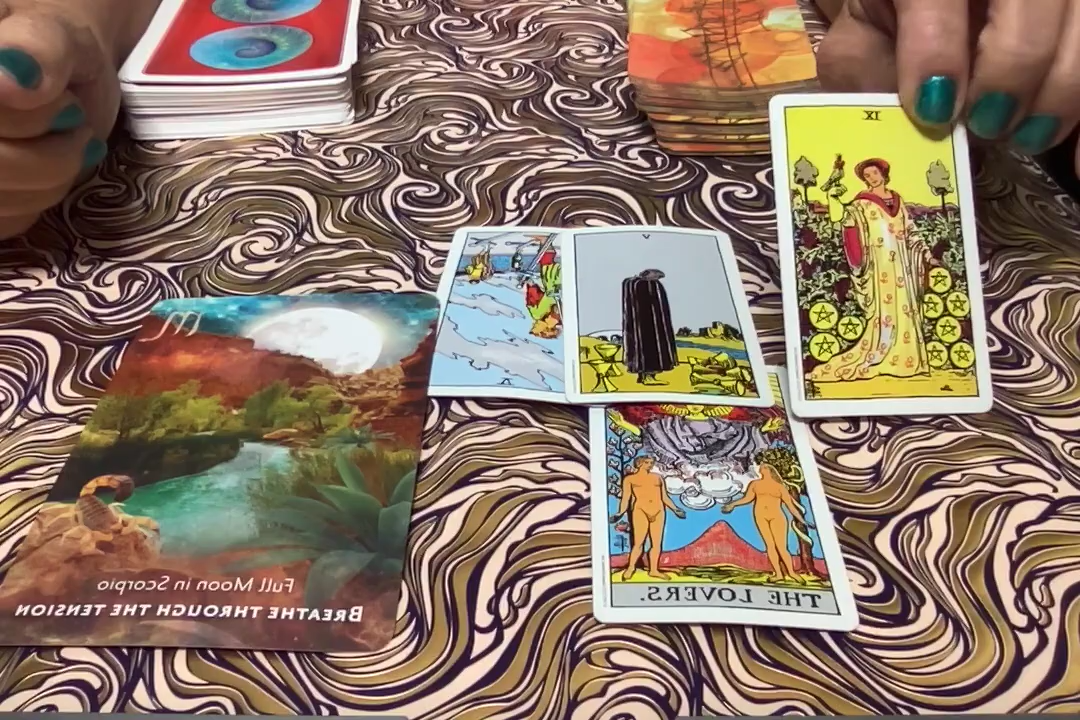 IX
V
V
Full Moon in Scorpio
BREATHE THROUGH THE TENSION
THE LOVERS.